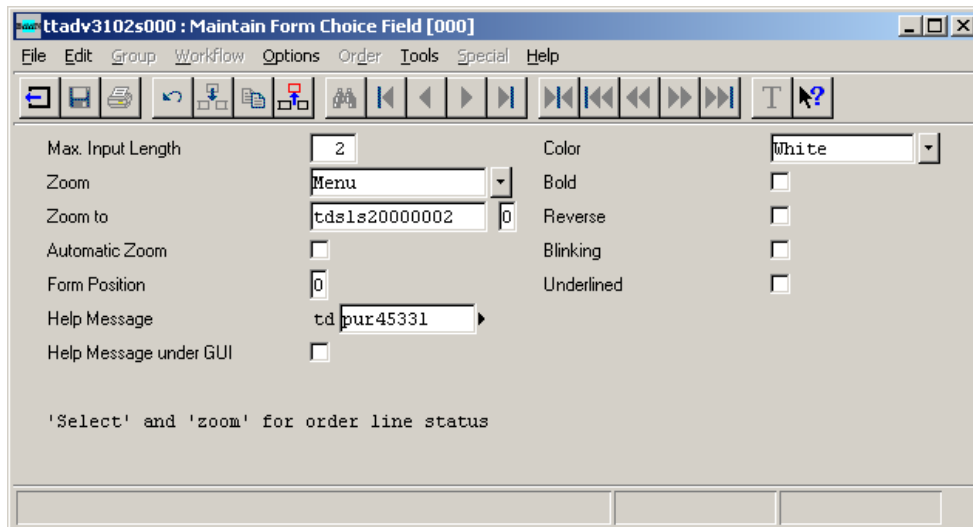 ttadv3102s000 : Maintain Form Choice Field [000]
File Edit Group Workflow Options Order Tools Special Help
T ?
Max. Input Length 2 Color White
Zoom Menu Bold
Zoom to tdsls20000002 0 Reverse
Automatic Zoom Blinking
Form Position 0 Underlined
Help Message td pur45331
Help Message under GUI
'Select' and 'zoom' for order line status